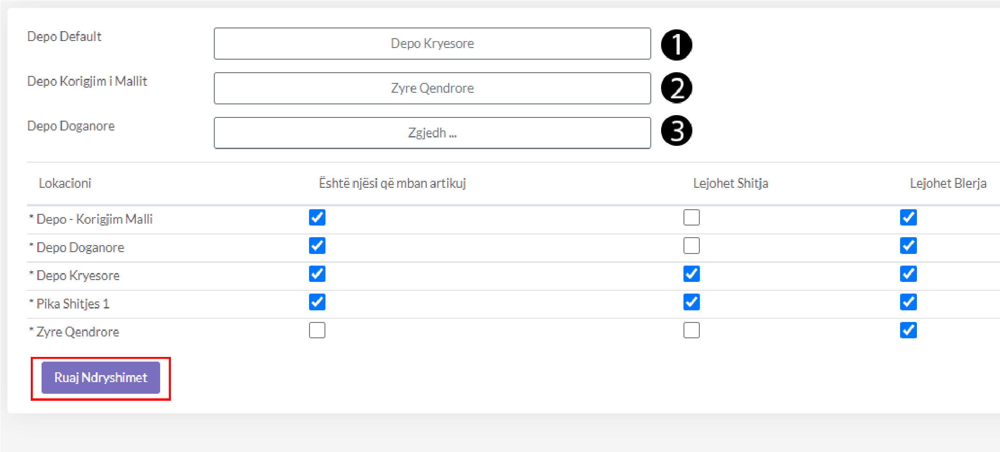 Depo Default
Depo Kryesore
1
Depo Korigjim i Mallit
Zyre Qendrore
2
Depo Doganore
Zgjedh ...
3
Lokacioni Është njësi që mban artikuj Lejohet Shitja Lejohet Blerja
* Depo - Korigjim Malli
* Depo Doganore
* Depo Kryesore
* Pika Shitjes 1
* Zyre Qendrore
Ruaj Ndryshimet